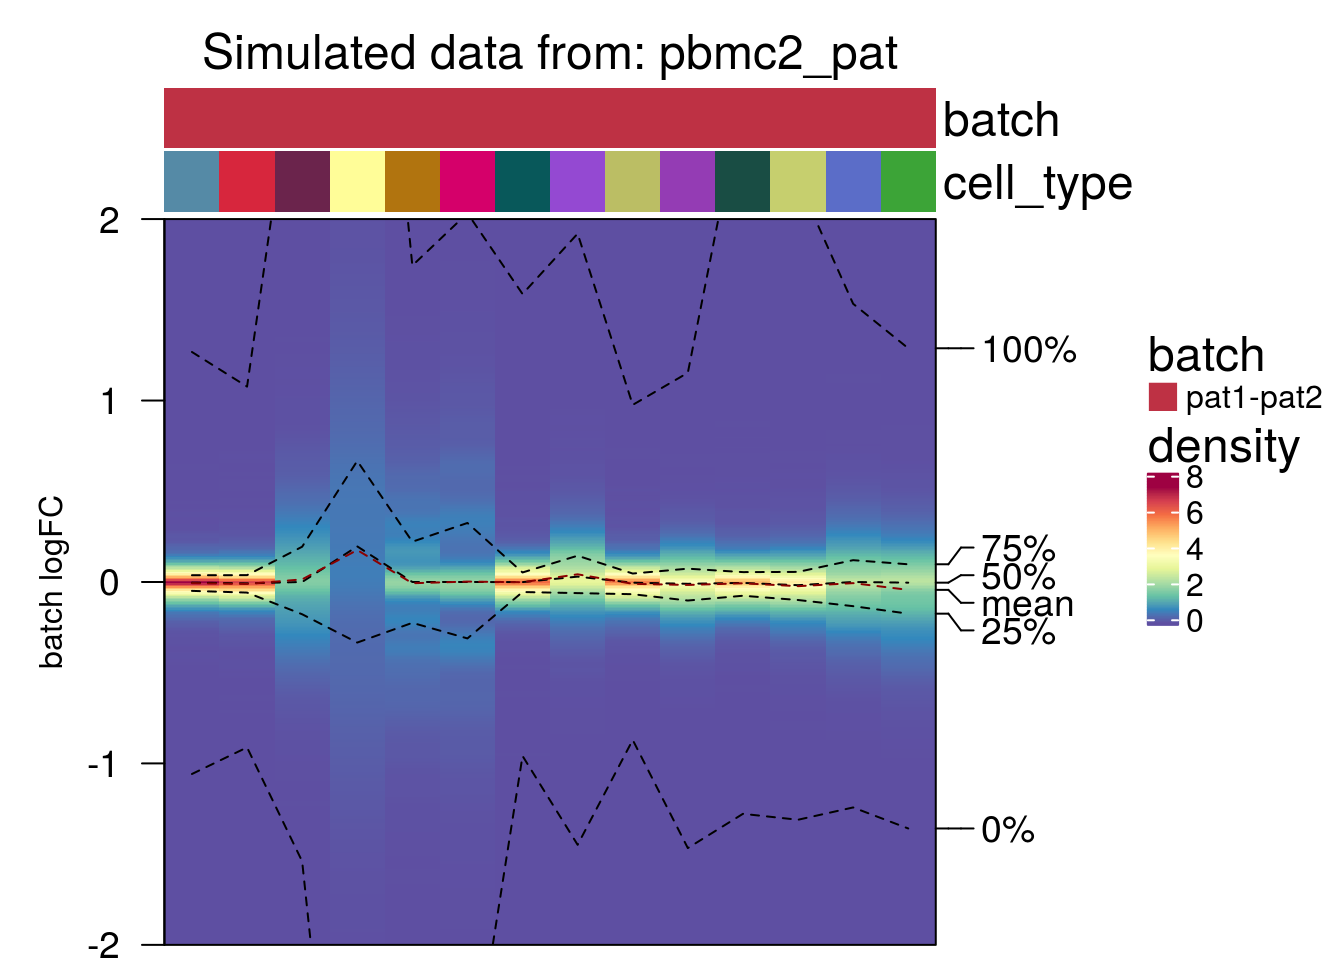 Simulated data from: pbmc2_pat
batch
cell_type
2
1
0
-1
-2
batch logFC
100%
75%
50%
mean
25%
0%
batch
pat1-pat2
density
8
6
4
2
0